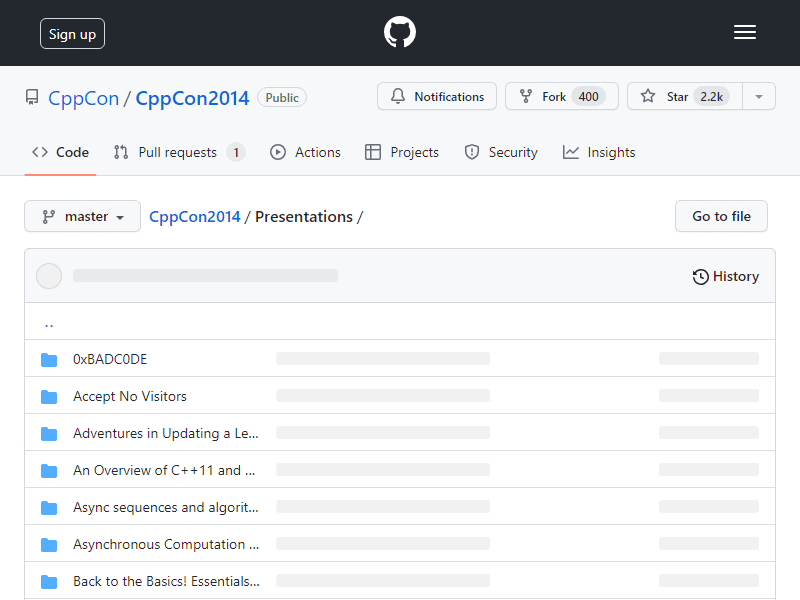 Sign up
CppCon / CppCon2014 Public
Notifications Fork 400 Star 2.2k
Code Pull requests 1 Actions Projects Security Insights
master CppCon2014 / Presentations / Go to file
History
..
0xBADC0DE
Accept No Visitors
Adventures in Updating a Le...
An Overview of C++11 and ...
Async sequences and algorit...
Asynchronous Computation ...
Back to the Basics! Essentials...